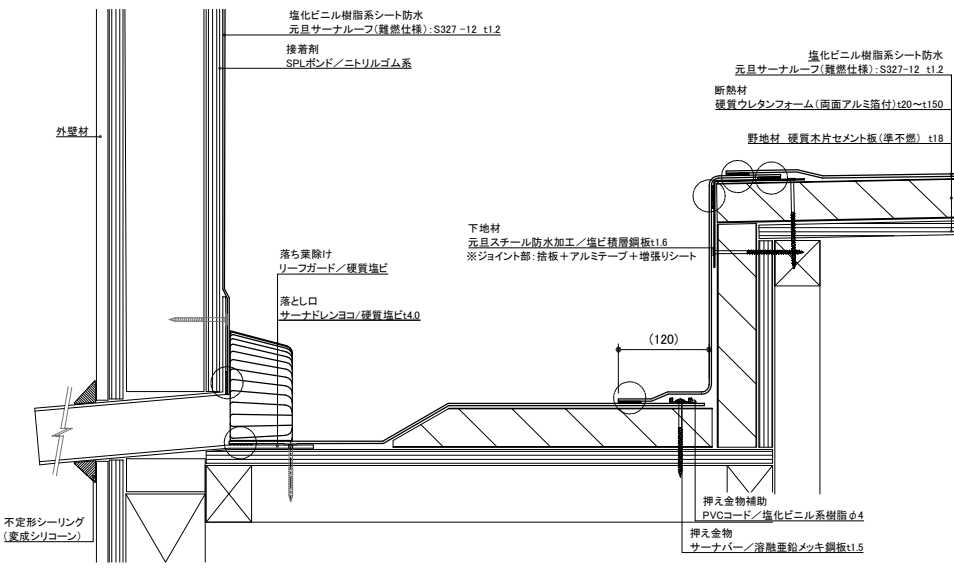 塩化ビニル樹脂系シート防水
元旦サーナルーフ(難燃仕様):S327-12 t1.2
接着剤
SPLボンド/ニトリルゴム系
外壁材
塩化ビニル樹脂系シート防水
元旦サーナルーフ(難燃仕様):S327-12 t1.2
断熱材
硬質ウレタンフォーム(両面アルミ箔付)t20~t150
野地材 硬質木片セメント板(準不燃) t18
下地材
元旦スチール防水加工/塩ビ積層鋼板t1.6
※ジョイント部:捨板+アルミテープ+増張りシート
落ち葉除け
リーフガード/硬質塩ビ
落とし口
サーナドレンヨコ/硬質塩ビt4.0
(120)
不定形シーリング
(変成シリコーン)
押え金物補助
PVCコード/塩化ビニル系樹脂φ4
押え金物
サーナバー/溶融亜鉛メッキ鋼板t1.5